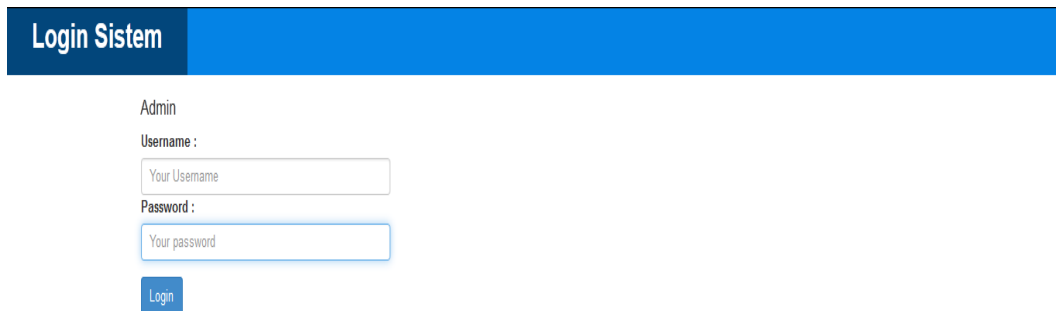 Login Sistem
Admin
Username :
Your Username
Password :
Your password
Login